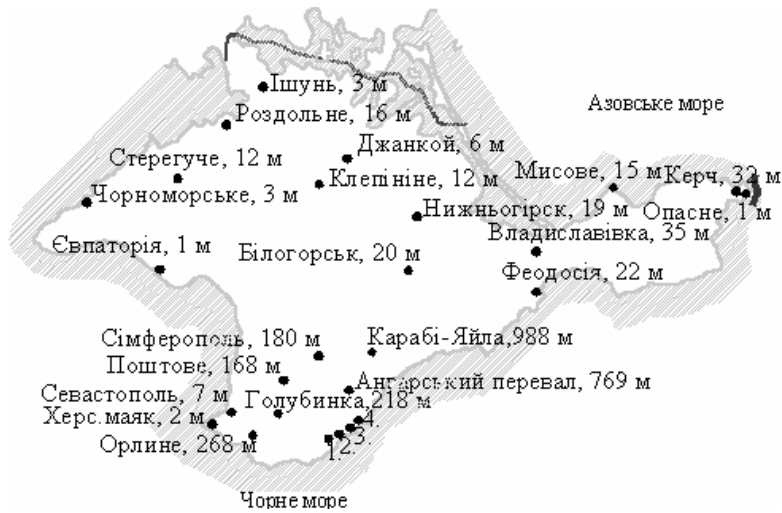 Ішунь, 3 м
Азовське море
Роздольне, 16 м
Джанкой, 6 м
Стерегуче, 12 м
Мисове, 15 м
Керч, 32 м
Клепініне, 12 м
Чорноморське, 3 м
Нижньогірск, 19 м
Опасне, 1 м
Владиславівка, 35 м
Євпаторія, 1 м
Білогорськ, 20 м
Феодосія, 22 м
Сімферополь, 180 м
Карабі-Яйла,988 м
Поштове, 168 м
Ангарський перевал, 769 м
Севастополь, 7 м
Голубинка,218 м
Херс.маяк, 2 м
Орлине, 268 м
1.
2.
3.
4.
Чорне море